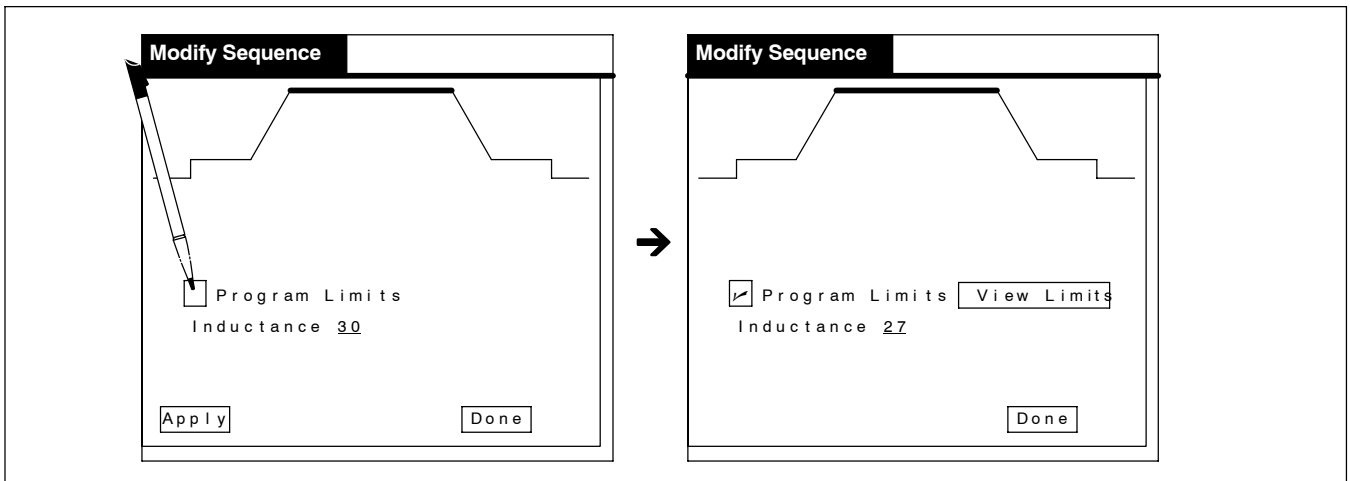 Modify Sequence
Program Limits
Inductance 30
Apply
Done
➔
Modify Sequence
Program Limits
View Limits
Inductance 27
Done